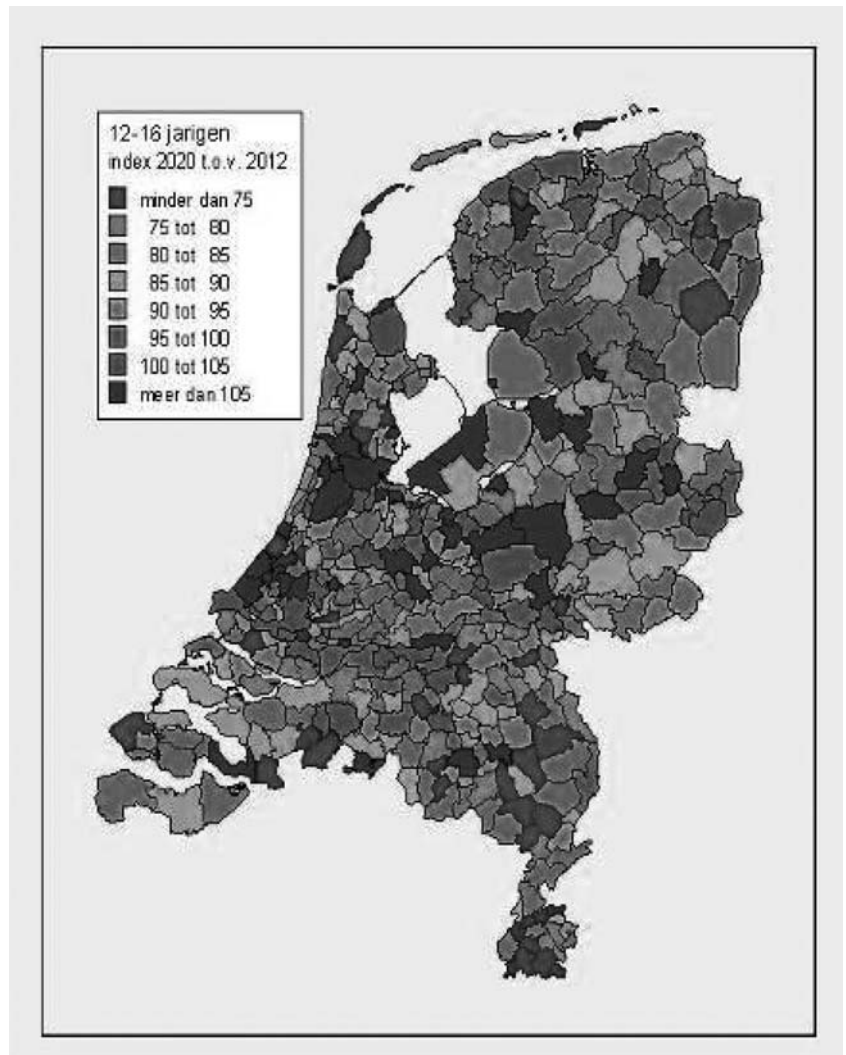 12-16 jarigen
index 2020 t.o.v. 2012
minder dan 75
75 tot 80
80 tot 85
85 tot 90
90 tot 95
95 tot 100
100 tot 105
meer dan 105